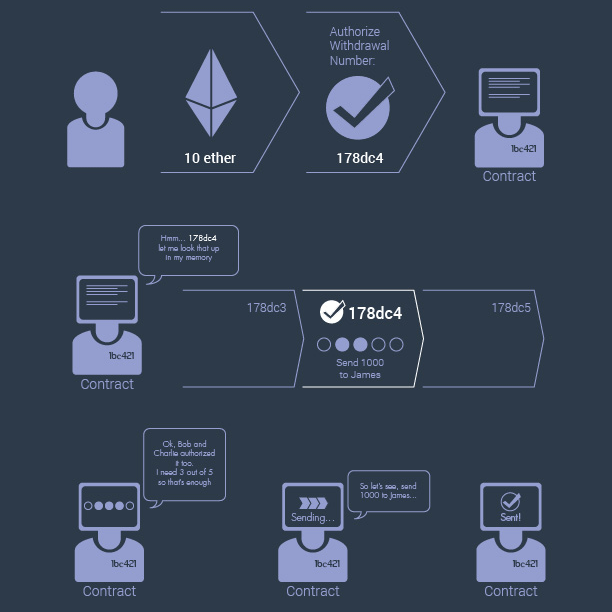 Authorize
Withdrawal
Number:
10 ether
178dc4
1bc421
Contract
Hmm... 178dc4
let me look that up
in my memory
1bc421
Contract
178dc3
178dc4
Send 1000
to James
178dc5
Ok, Bob and
Charlie authorized
it too.
I need 3 out of 5
so that's enough
1bc421
Contract
So let's see, send
1000 to James...
Sending...
1bc421
Contract
Sent!
1bc421
Contract